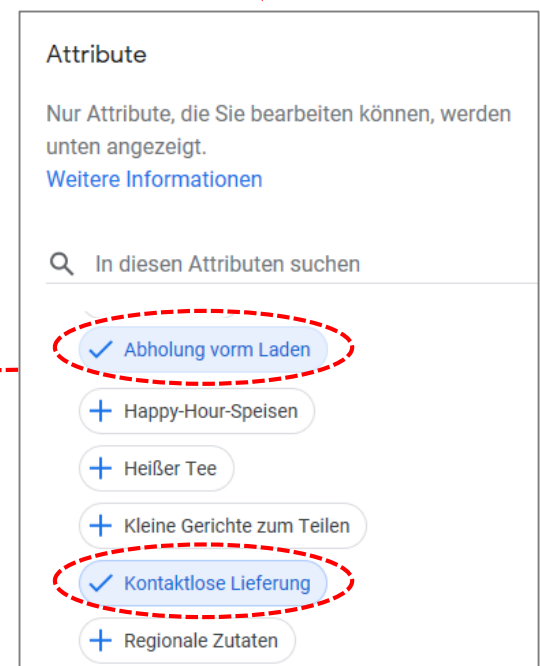 Attribute
Nur Attribute, die Sie bearbeiten können, werden
unten angezeigt.
Weitere Informationen
In diesen Attributen suchen
Abholung vorm Laden
Happy-Hour-Speisen
Heißer Tee
Kleine Gerichte zum Teilen
Kontaktlose Lieferung
Regionale Zutaten